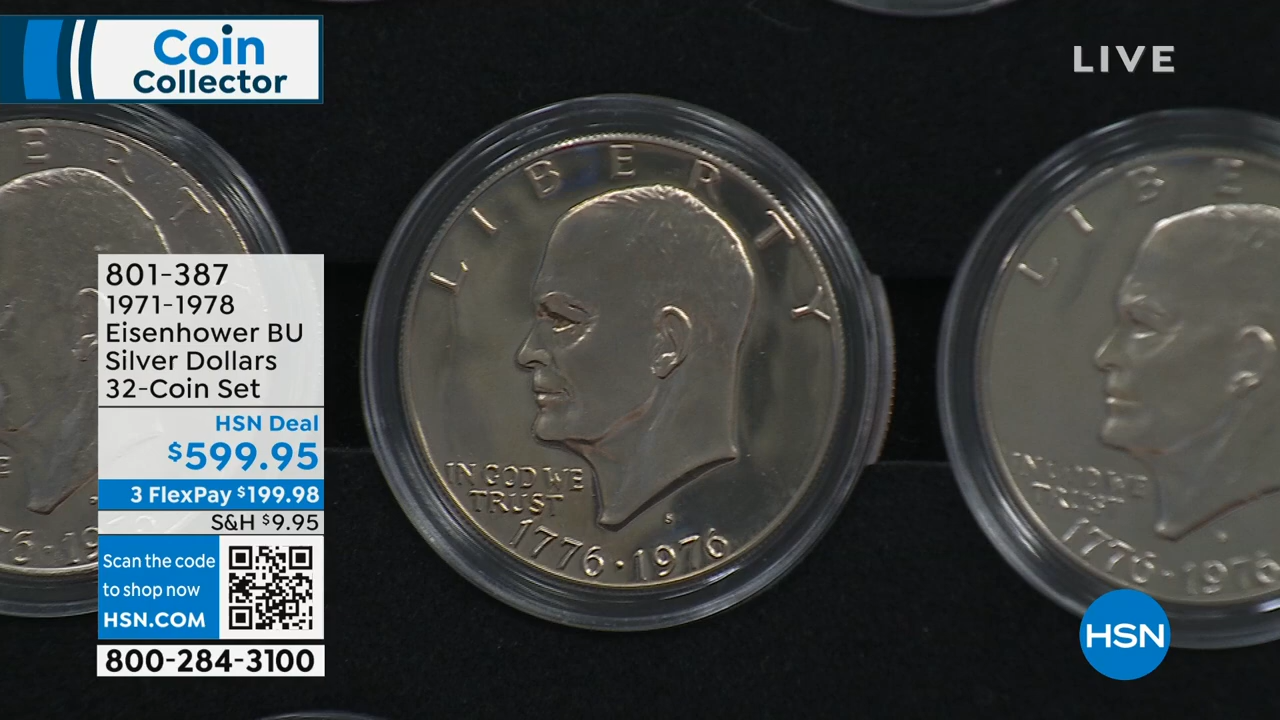 Coin
Collector
LIVE
801-387
1971-1978
Eisenhower BU
Silver Dollars
32-Coin Set
HSN Deal
$599.95
3 FlexPay $199.98
S&H $9.95
Scan the code
to shop now
HSN.COM
800-284-3100
LIBERTY
IN GOD WE
TRUST
S
1776·1976
LIBE
IN GOD WE
TRUST
1776·1976
HSN